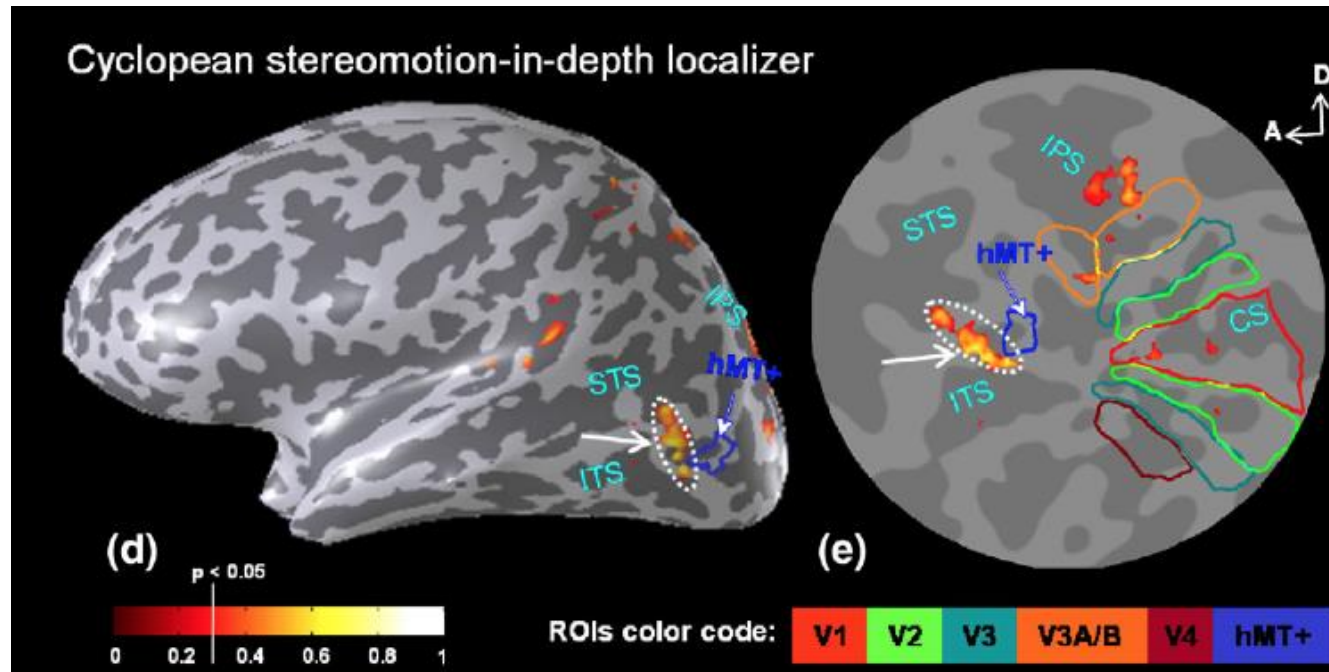 Cyclopean stereomotion-in-depth localizer
IPS
STS
hMT+
ITS
(d)
p < 0.05
0 0.2 0.4 0.6 0.8 1
D
A
IPS
STS
hMT+
CS
ITS
(e)
ROIs color code: V1 V2 V3 V3A/B V4 hMT+